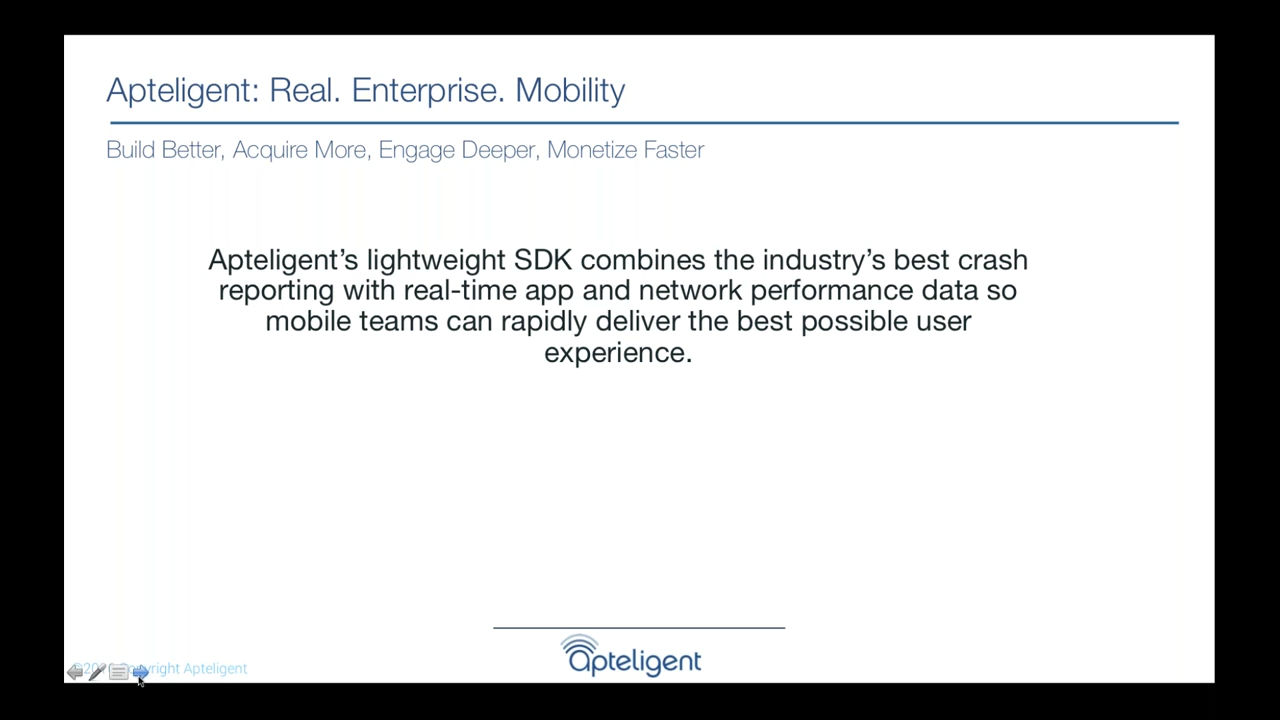 Apteligent: Real. Enterprise. Mobility
Build Better, Acquire More, Engage Deeper, Monetize Faster
Apteligent’s lightweight SDK combines the industry’s best crash
reporting with real-time app and network performance data so
mobile teams can rapidly deliver the best possible user
experience.
apteligent
Apteligent